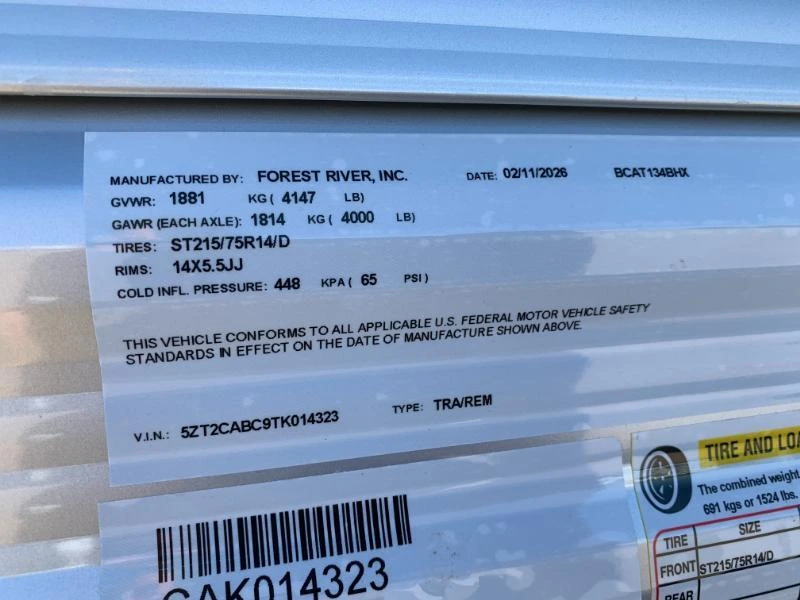 MANUFACTURED BY: FOREST RIVER, INC. DATE: 02/11/2026 BCAT134BHX
GVWR: 1881 KG ( 4147 LB)
GAWR (EACH AXLE): 1814 KG ( 4000 LB)
TIRES: ST215/75R14/D
RIMS: 14X5.5JJ
COLD INFL. PRESSURE: 448 KPA ( 65 PSI )
THIS VEHICLE CONFORMS TO ALL APPLICABLE U.S. FEDERAL MOTOR VEHICLE SAFETY
STANDARDS IN EFFECT ON THE DATE OF MANUFACTURE SHOWN ABOVE.
V.I.N.: 5ZT2CABC9TK014323 TYPE: TRA/REM
CAK014323
TIRE AND LOA
The combined weight
691 kgs or 1524 lbs.
TIRE SIZE
FRONT ST215/75R14/D
REAR